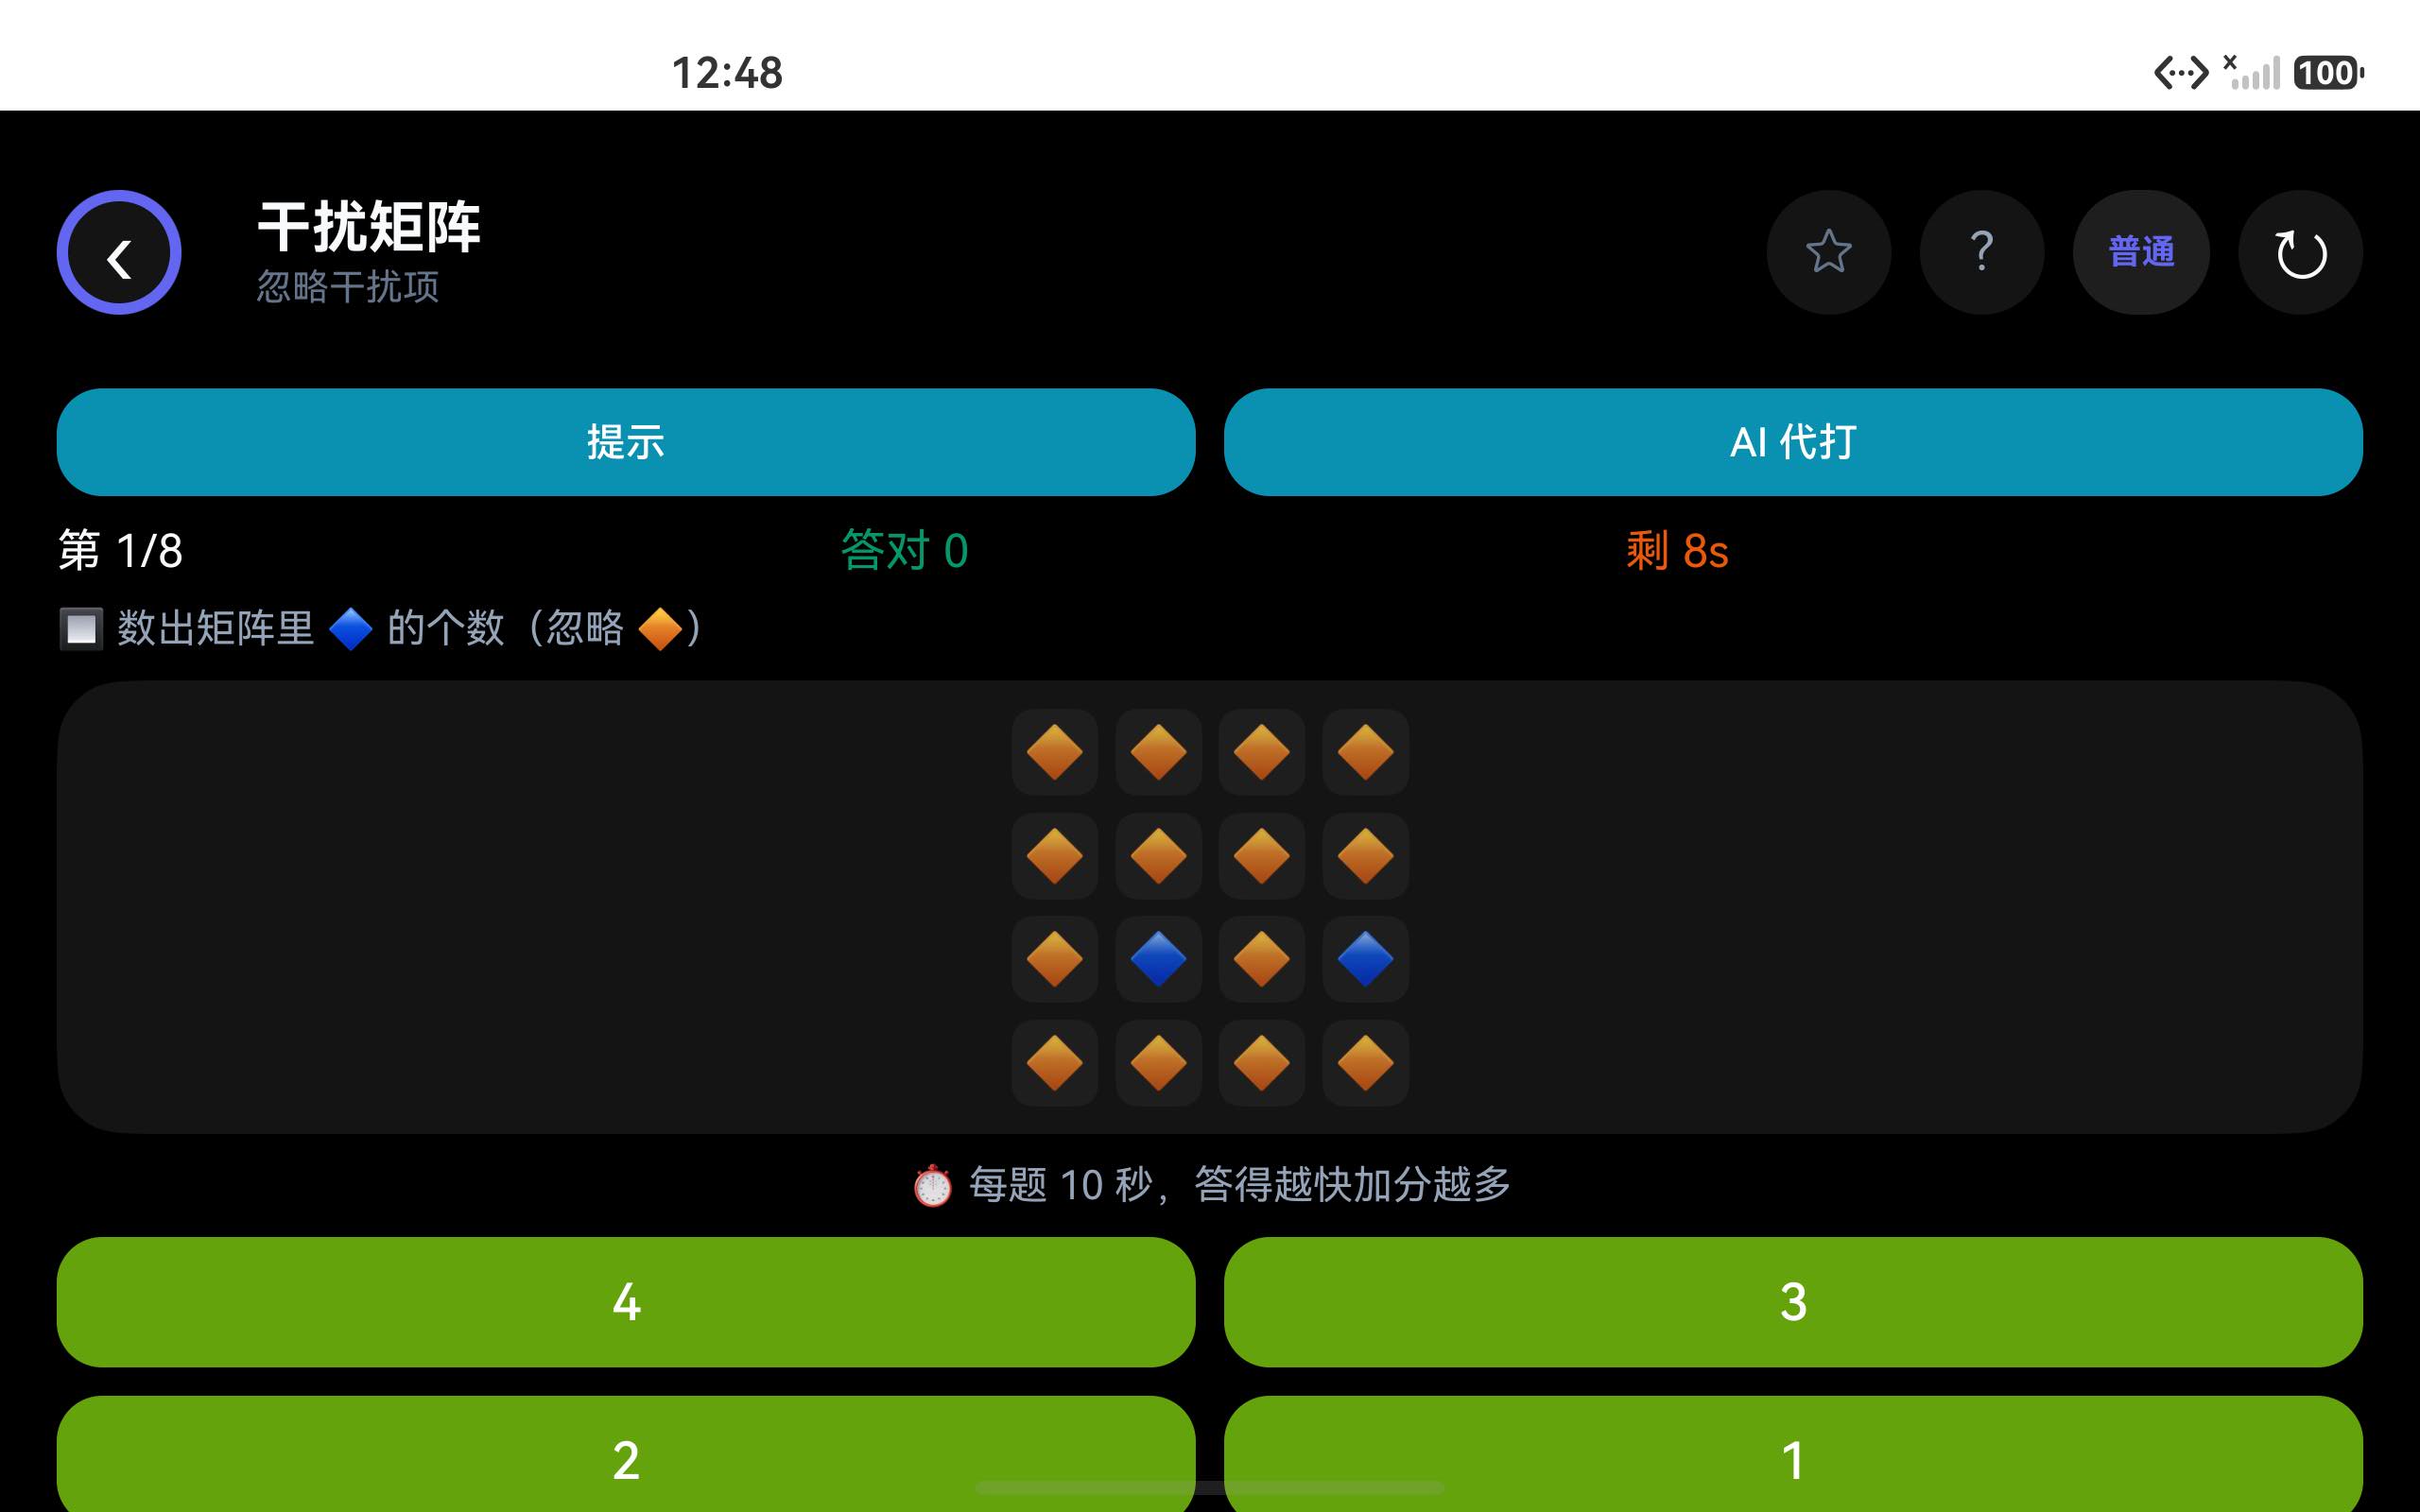 12:48
100
干扰矩阵
忽略干扰项
?
普通
提示
AI 代打
第 1/8
答对 0
剩 8s
数出矩阵里 🔷 的个数（忽略 🔶）
每题 10 秒，答得越快加分越多
4
3
2
1